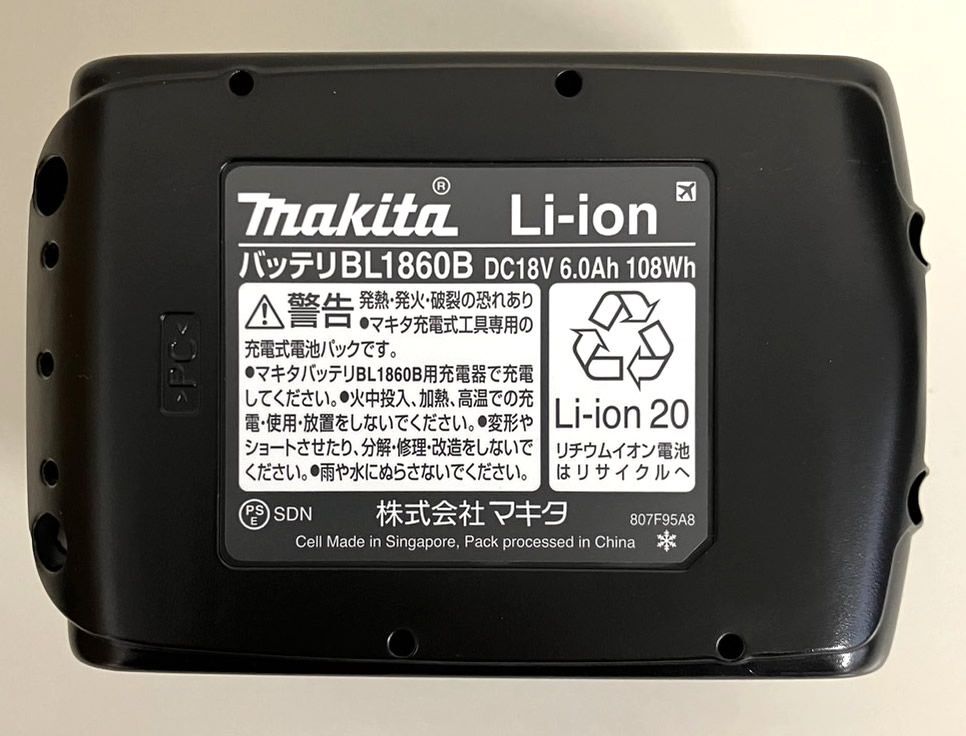 makita® Li-ion
バッテリBL1860B DC18V 6.0Ah 108Wh
警告 発熱・発火・破裂の恐れあり
●マキタ充電式工具専用の
充電式電池パックです。
●マキタバッテリBL1860B用充電器で充電
してください。●火中投入、加熱、高温での充
電・使用・放置をしないでください。●変形や
ショートさせたり、分解・修理・改造をしないで
ください。●雨や水にぬらさないでください。
Li-ion 20
リチウムイオン電池
はリサイクルへ
PS
E SDN 株式会社マキタ 807F95A8
Cell Made in Singapore, Pack processed in China
>PC<